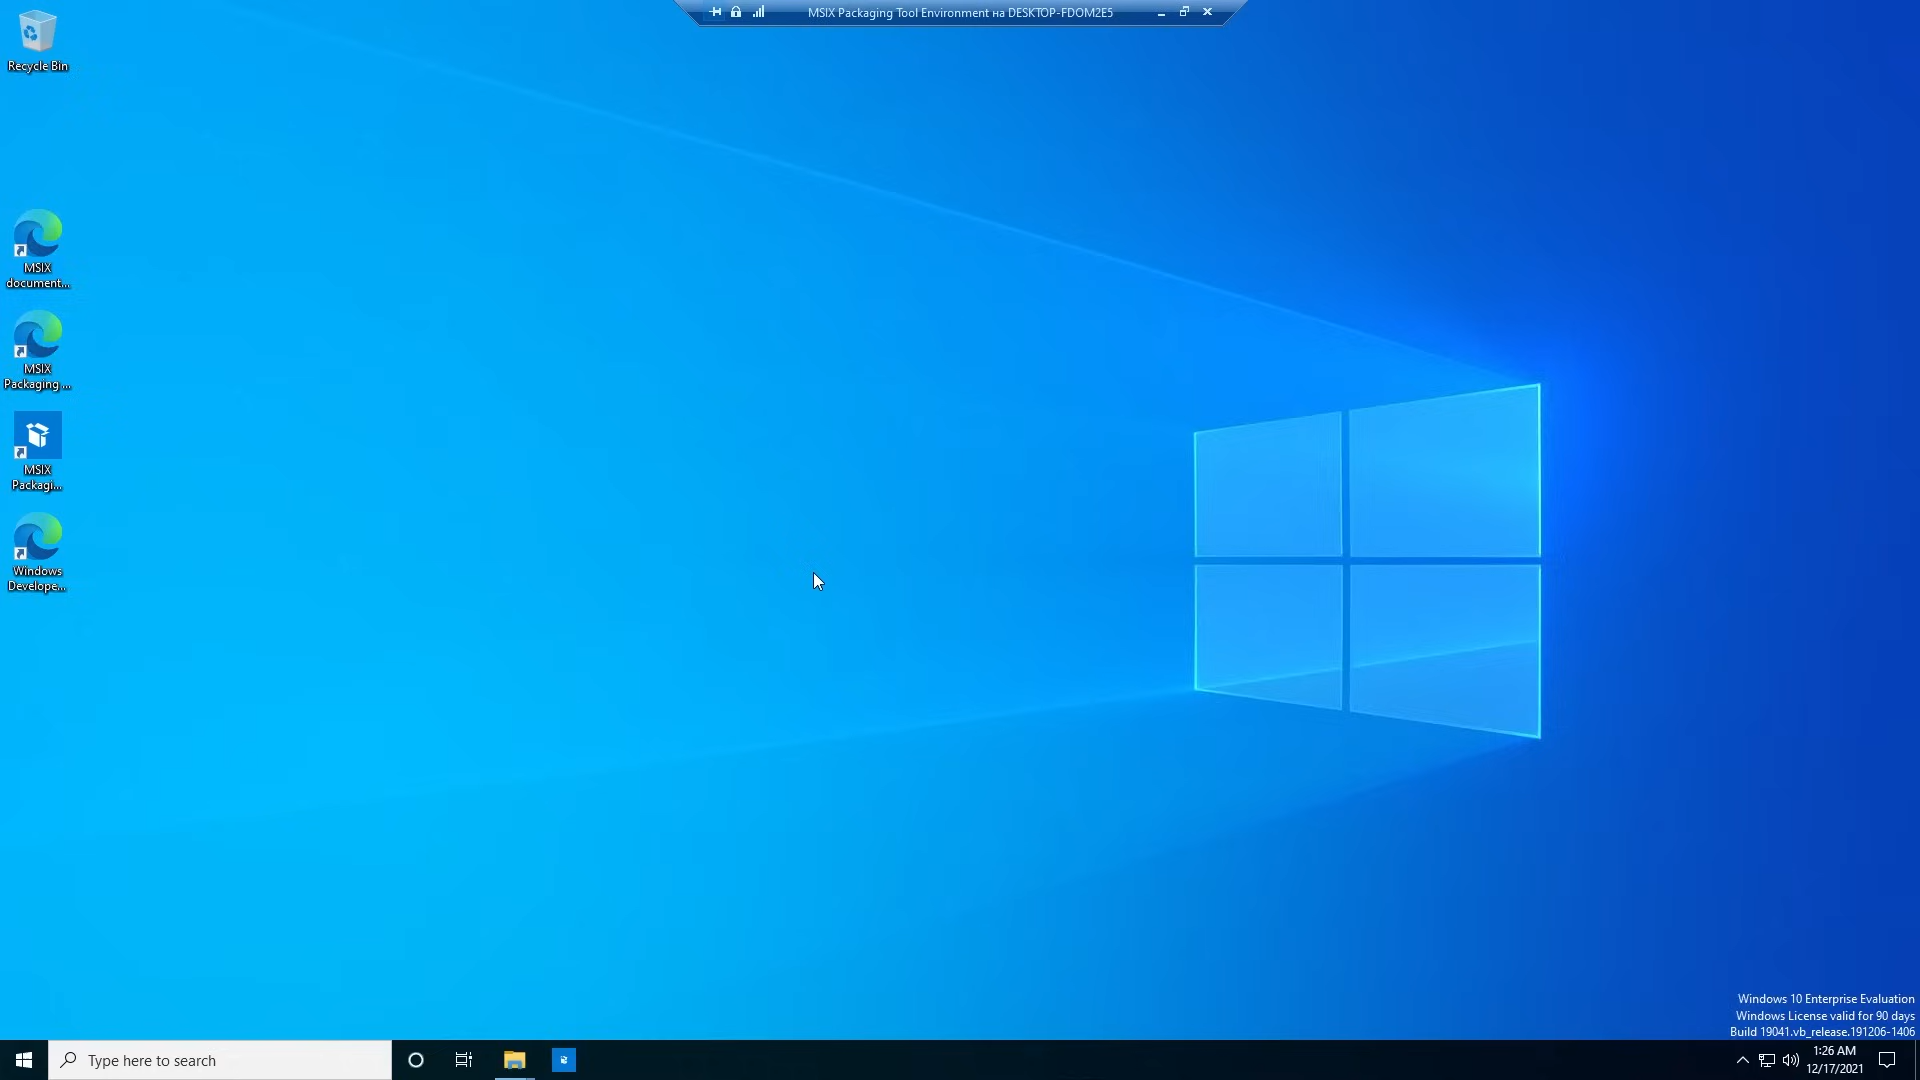 MSIX Packaging Tool Environment на DESKTOP-FDOM2E5
Recycle Bin
MSIX
document...
MSIX
Packaging ...
MSIX
Packagi...
Windows
Develope...
Windows 10 Enterprise Evaluation
Windows License valid for 90 days
Build 19041.vb_release.191206-1406
Type here to search
1:26 AM
12/17/2021